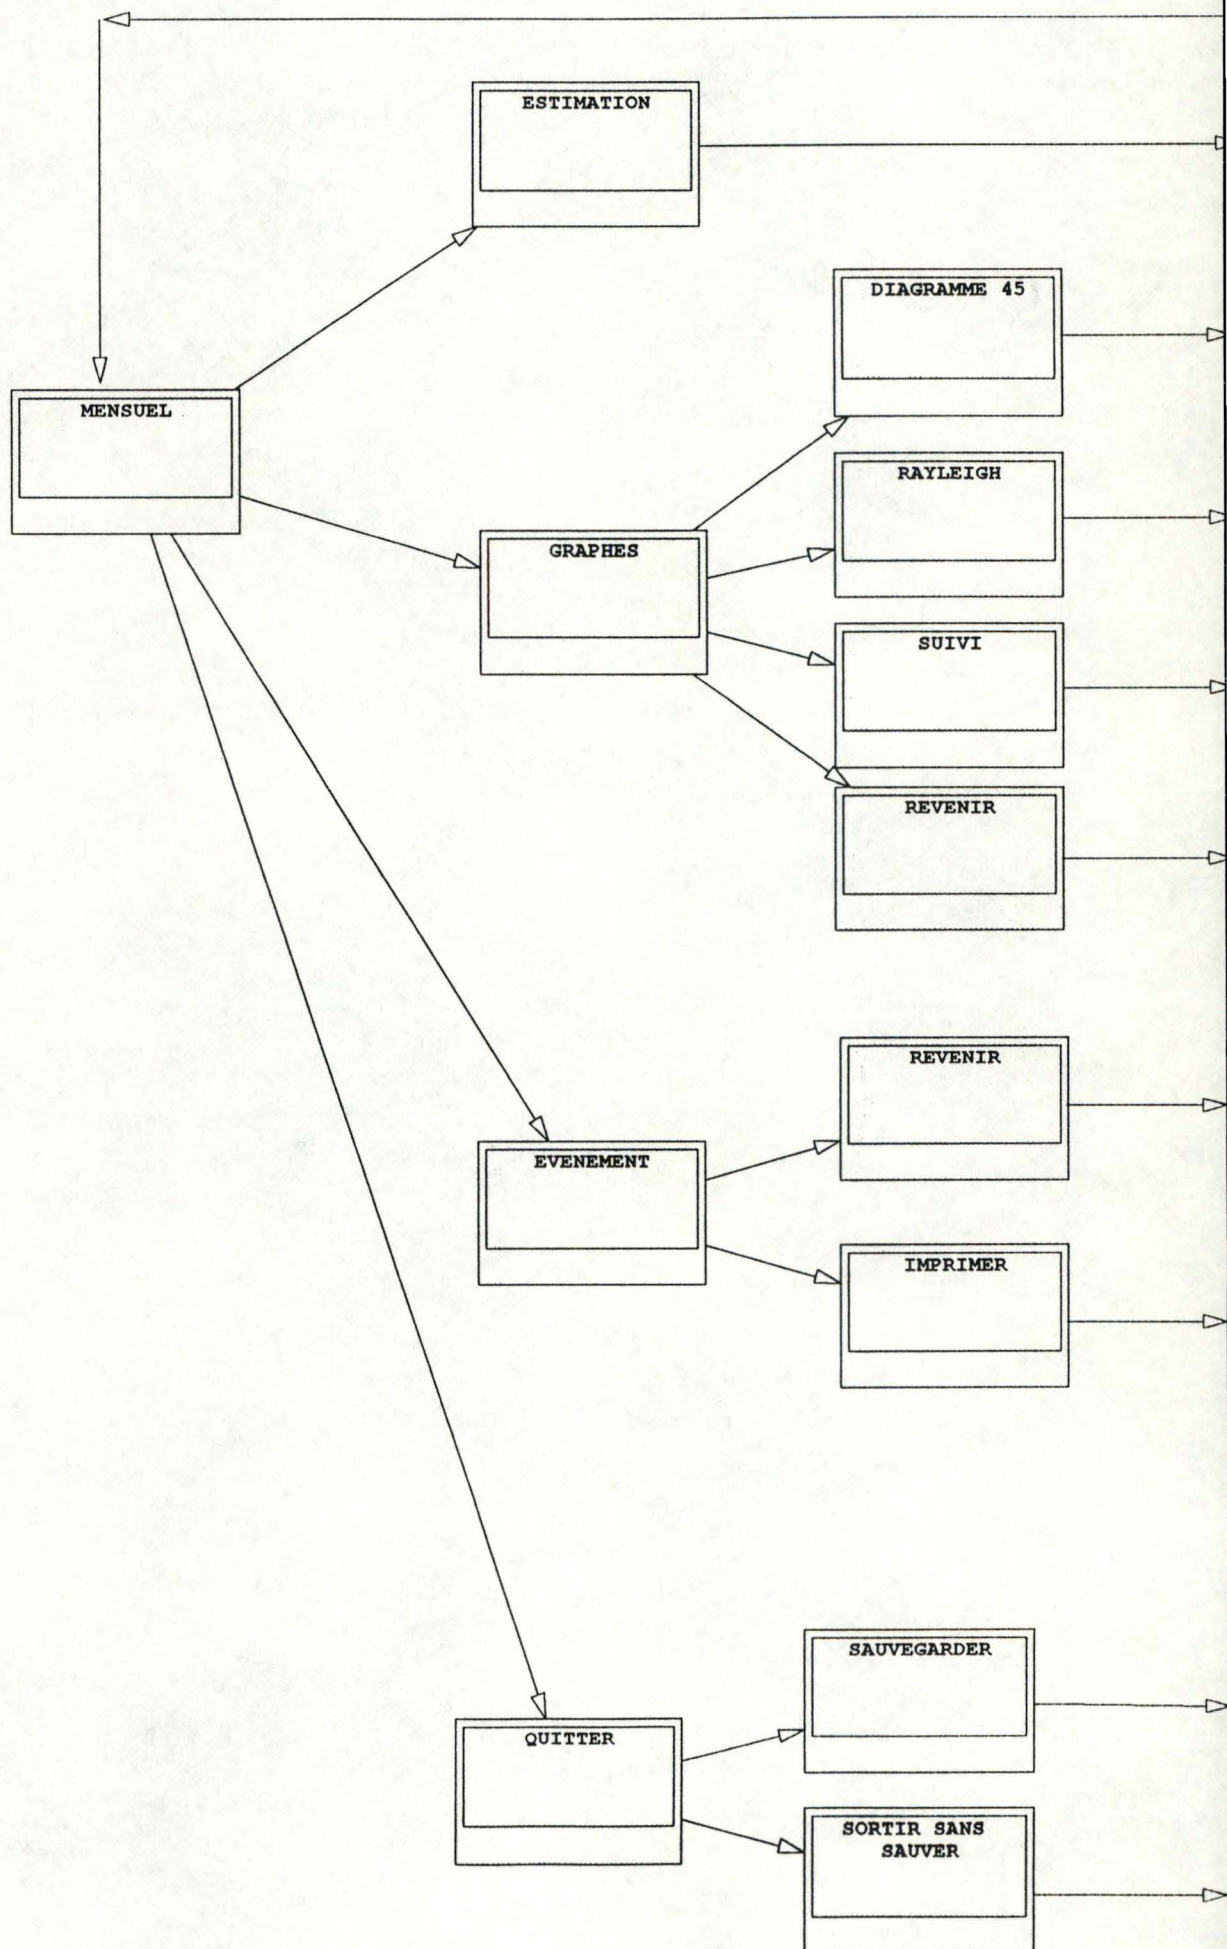 ESTIMATION
DIAGRAMME 45
MENSUEL
RAYLEIGH
GRAPHES
SUIVI
REVENIR
REVENIR
EVENEMENT
IMPRIMER
SAUVEGARDER
QUITTER
SORTIR SANS
SAUVER